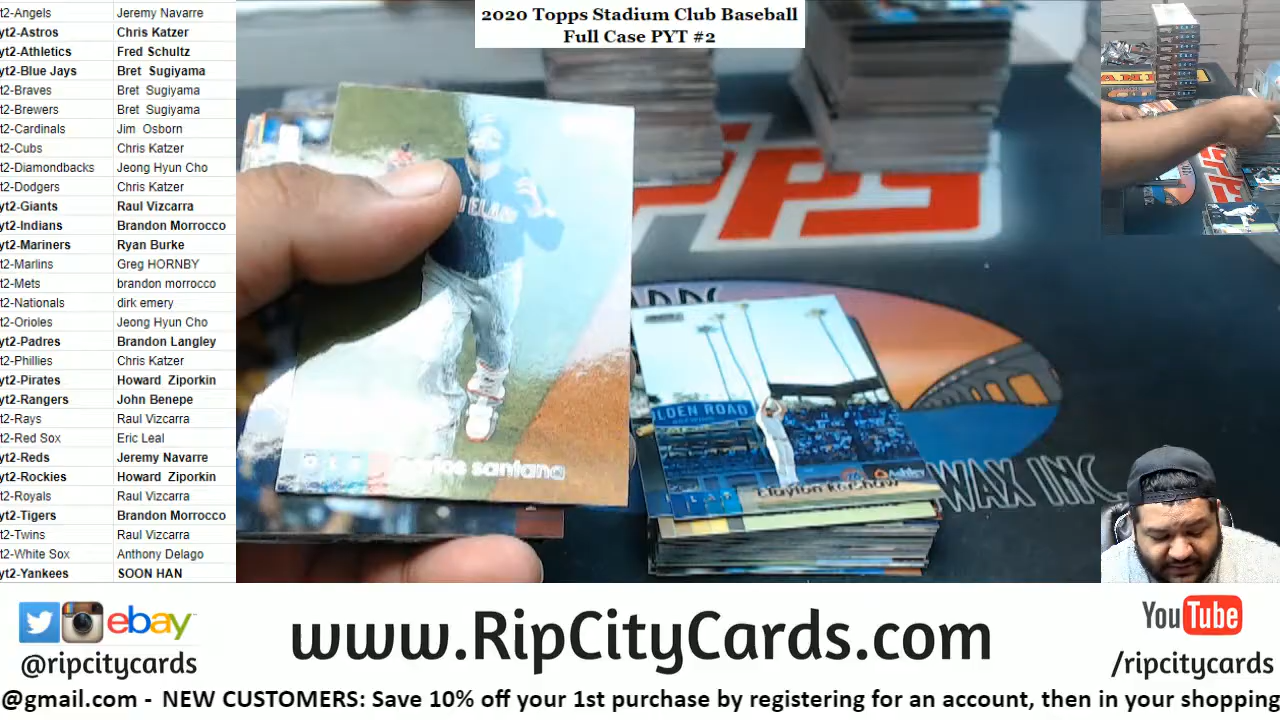 2020 Topps Stadium Club Baseball
Full Case PYT #2
t2-Angels Jeremy Navarre
yt2-Astros Chris Katzer
yt2-Athletics Fred Schultz
yt2-Blue Jays Bret Sugiyama
t2-Braves Bret Sugiyama
t2-Brewers Bret Sugiyama
t2-Cardinals Jim Osborn
t2-Cubs Chris Katzer
t2-Diamondbacks Jeong Hyun Cho
t2-Dodgers Chris Katzer
yt2-Giants Raul Vizcarra
yt2-Indians Brandon Morrocco
yt2-Mariners Ryan Burke
t2-Marlins Greg HORNBY
t2-Mets brandon morrocco
t2-Nationals dirk emery
t2-Orioles Jeong Hyun Cho
yt2-Padres Brandon Langley
t2-Phillies Chris Katzer
yt2-Pirates Howard Ziporkin
yt2-Rangers John Benepe
t2-Rays Raul Vizcarra
t2-Red Sox Eric Leal
yt2-Reds Jeremy Navarre
yt2-Rockies Howard Ziporkin
t2-Royals Raul Vizcarra
yt2-Tigers Brandon Morrocco
t2-Twins Raul Vizcarra
t2-White Sox Anthony Delago
yt2-Yankees SOON HAN
LDEN ROAD
clayton kershaw
carlos santana
WAX INC.
ebay
@ripcitycards
www.RipCityCards.com
YouTube
/ripcitycards
@gmail.com - NEW CUSTOMERS: Save 10% off your 1st purchase by registering for an account, then in your shopping